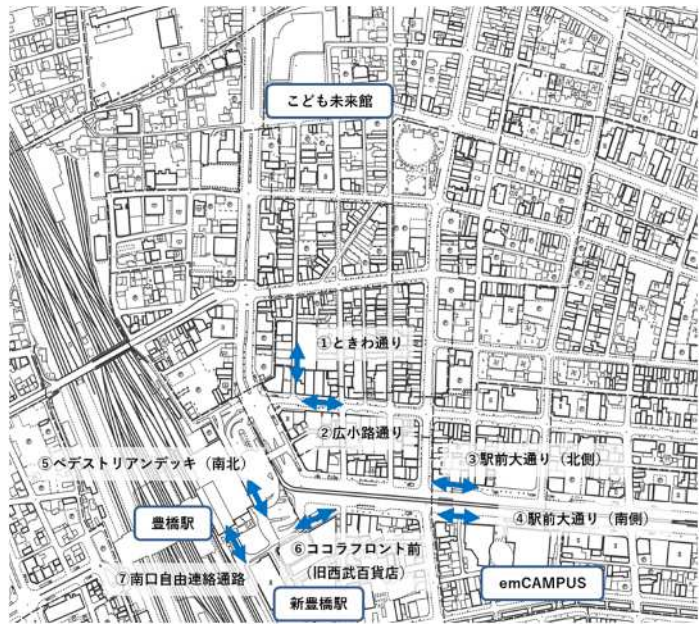 こども未来館
①ときわ通り
②広小路通り
⑤ペデストリアンデッキ（南北）
③駅前大通り（北側）
豊橋駅
④駅前大通り（南側）
⑥ココラフロント前
（旧西武百貨店）
⑦南口自由連絡通路
emCAMPUS
新豊橋駅